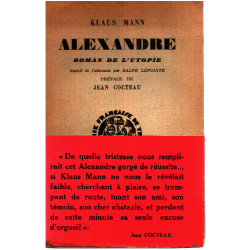 KLAUS MANN
ALEXANDRE
ROMAN DE L'UTOPIE
traduit de l'allemand par RALPH LEPOINTE
PRÉFACE DE
JEAN COCTEAU
« De quelle tristesse nous rempli-
rait cet Alexandre gorgé de réussite...,
si Klaus Mann ne nous le révélait
faible, cherchant à plaire, se trom-
pant de route, tuant son ami, son
témoin, son cher obstacle, et perdant
de cette minute sa seule excuse
d'orgueil ».
Jean COCTEAU.